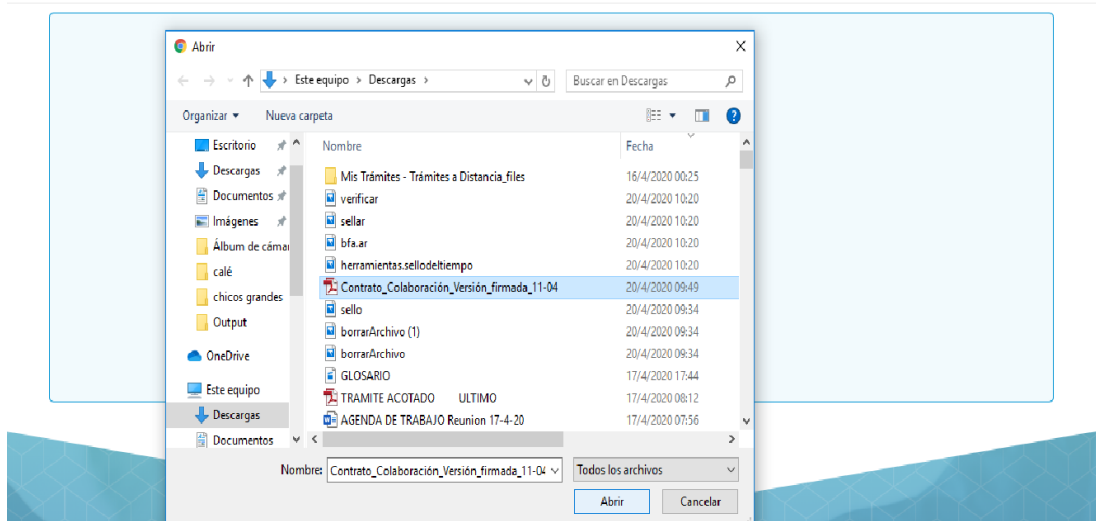 Abrir
Este equipo > Descargas >
Buscar en Descargas
Organizar
Nueva carpeta
Escritorio
Descargas
Documentos
Imágenes
Álbum de cámar
calé
chicos grandes
Output
OneDrive
Este equipo
Descargas
Documentos
Nombre Fecha
Mis Trámites - Trámites a Distancia_files 16/4/2020 00:25
verificar 20/4/2020 10:20
sellar 20/4/2020 10:20
bfa.ar 20/4/2020 10:20
herramientas.sellodeltiempo 20/4/2020 10:20
Contrato_Colaboración_Versión_firmada_11-04 20/4/2020 09:49
sello 20/4/2020 09:34
borrarArchivo (1) 20/4/2020 09:34
borrarArchivo 20/4/2020 09:34
GLOSARIO 17/4/2020 17:44
TRAMITE ACOTADO ULTIMO 17/4/2020 08:12
AGENDA DE TRABAJO Reunion 17-4-20 17/4/2020 07:56
Nombre: Contrato_Colaboración_Versión_firmada_11-04 Todos los archivos
Abrir Cancelar